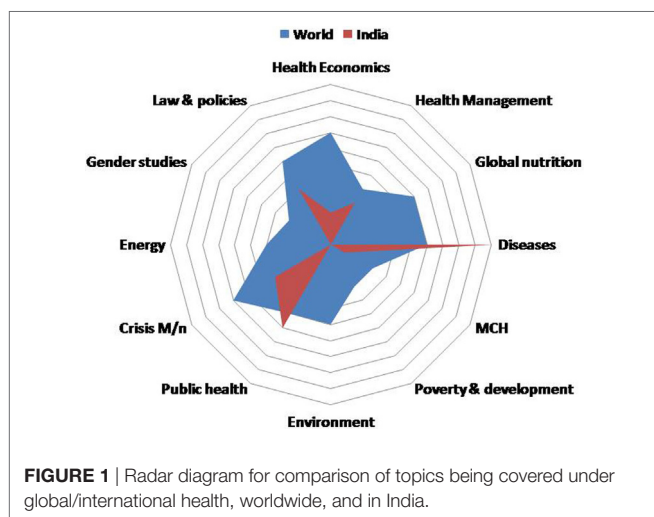 World India
Health Economics
Law & policies Health Management
Gender studies Global nutrition
Energy Diseases
Crisis M/n MCH
Public health Poverty & development
Environment
FIGURE 1 | Radar diagram for comparison of topics being covered under
global/international health, worldwide, and in India.